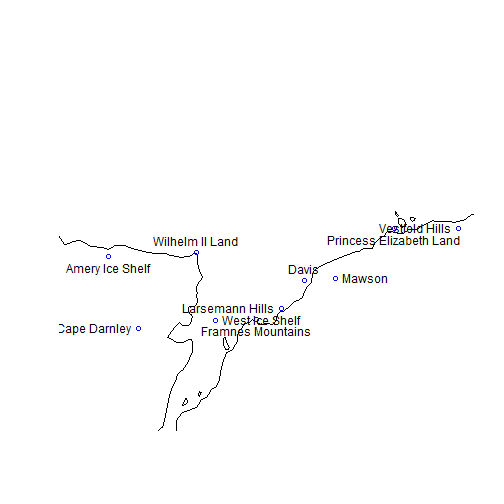 Vestfold Hills
Princess Elizabeth Land
Wilhelm II Land
Amery Ice Shelf
Davis
Mawson
Larsemann Hills
West Ice Shelf
Cape Darnley
Framnes Mountains